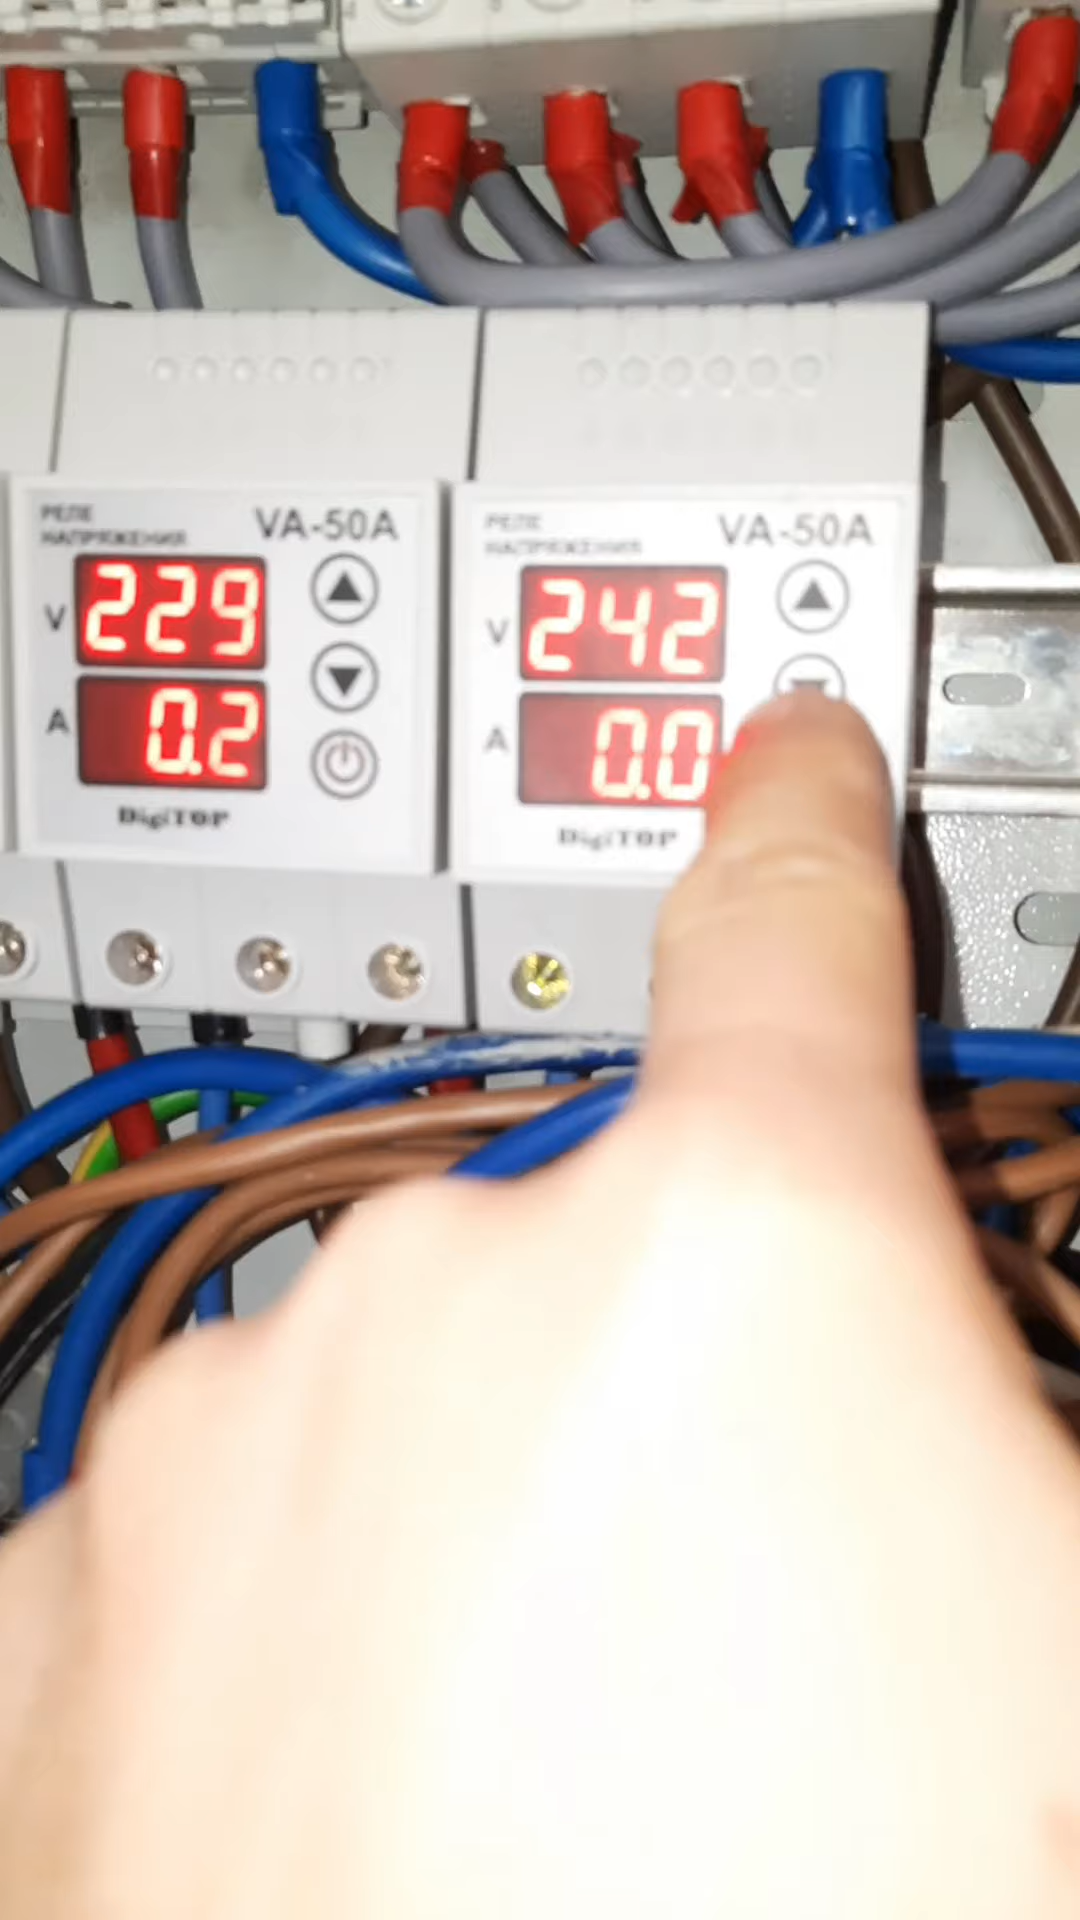 РЕЛЕ
НАПРЯЖЕНИЯ
VA-50A
V
229
A
0.2
DigiTOP
РЕЛЕ
НАПРЯЖЕНИЯ
VA-50A
V
242
A
0.0
DigiTOP